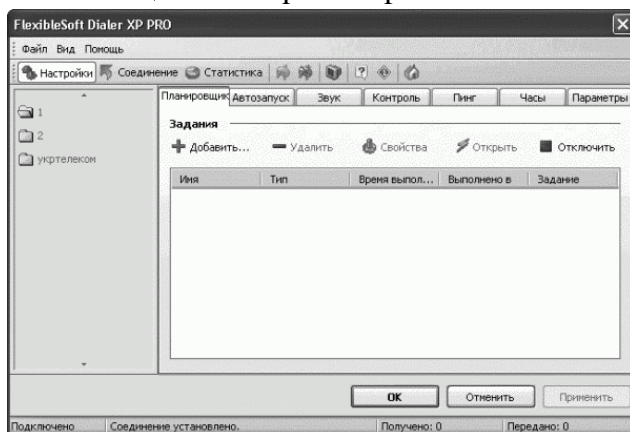 FlexibleSoft Dialer XP PRO
Файл Вид Помощь
Настройки Соединение Статистика
1
2
укртелеком
Планировщик Автозапуск Звук Контроль Пинг Часы Параметры
Задания
Добавить... Удалить Свойства Открыть Отключить
Имя Тип Время выпол... Выполнено в Задание
OK Отменить Применить
Подключено Соединение установлено. Получено: 0 Передано: 0